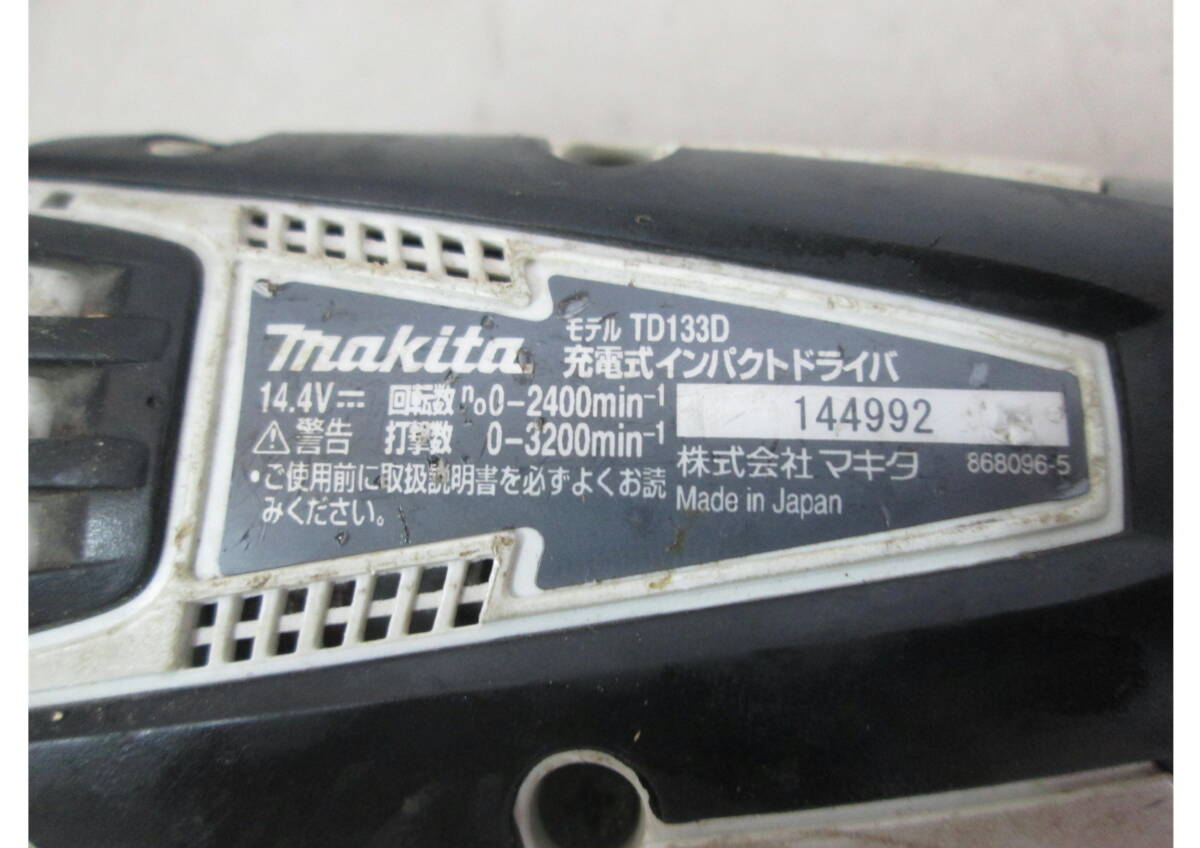 makita
モデル TD133D
充電式インパクトドライバ
14.4V⎓ 回転数 n₀0-2400min⁻¹
⚠警告 打撃数 0-3200min⁻¹
•ご使用前に取扱説明書を必ずよくお読
みください。
144992
株式会社 マキタ 868096-5
Made in Japan